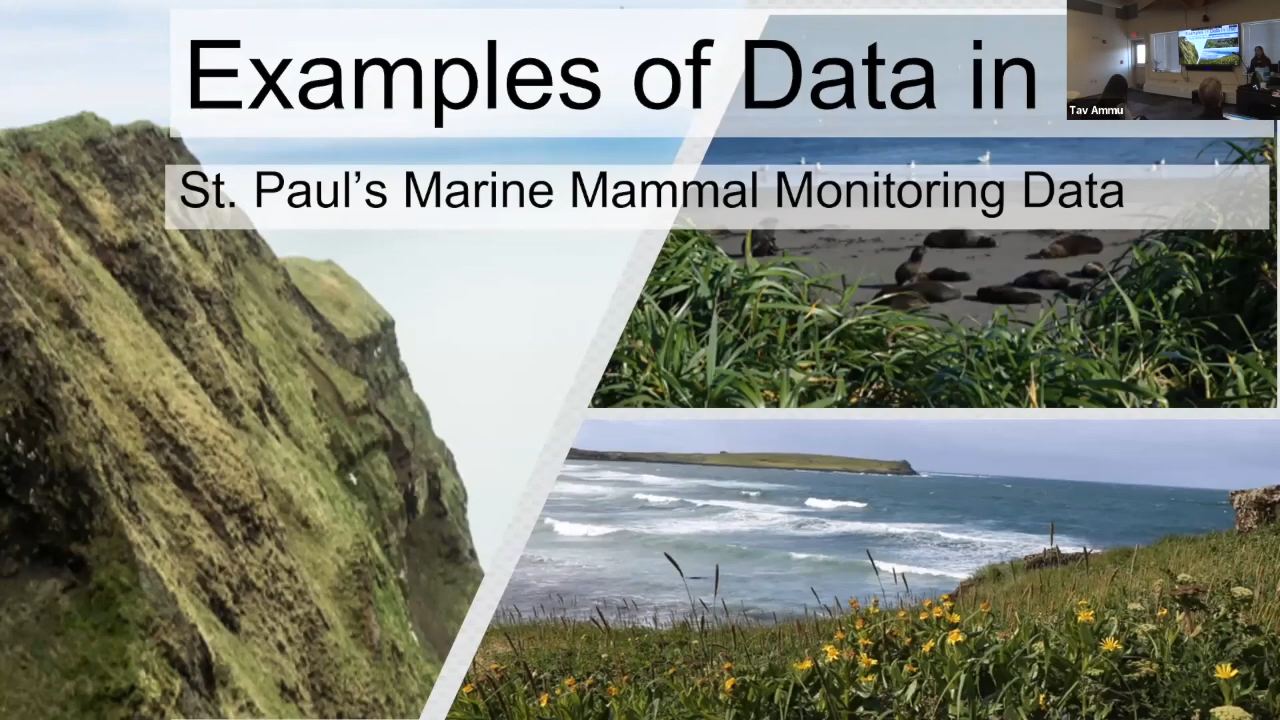 Examples of Data in
St. Paul’s Marine Mammal Monitoring Data
Tav Ammu